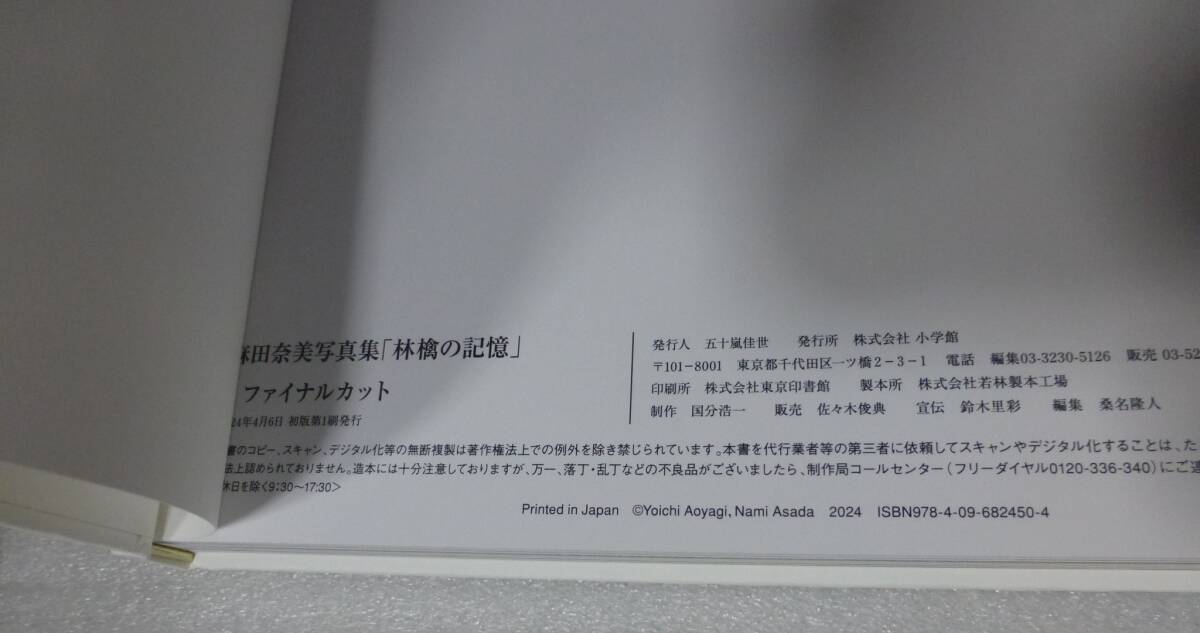 麻田奈美写真集「林檎の記憶」
ファイナルカット
24年4月6日 初版第1刷発行
発行人 五十嵐佳世 発行所 株式会社 小学館
〒101-8001 東京都千代田区一ツ橋2-3-1 電話 編集03-3230-5126 販売 03-52
印刷所 株式会社東京印書館 製本所 株式会社若林製本工場
制作 国分浩一 販売 佐々木俊典 宣伝 鈴木里彩 編集 桑名隆人
書のコピー、スキャン、デジタル化等の無断複製は著作権法上での例外を除き禁じられています。本書を代行業者等の第三者に依頼してスキャンやデジタル化することは、た
法上認められておりません。造本には十分注意しておりますが、万一、落丁・乱丁などの不良品がございましたら、制作局コールセンター(フリーダイヤル0120-336-340)にご連
休日を除く9:30〜17:30>
Printed in Japan ©Yoichi Aoyagi, Nami Asada 2024 ISBN978-4-09-682450-4